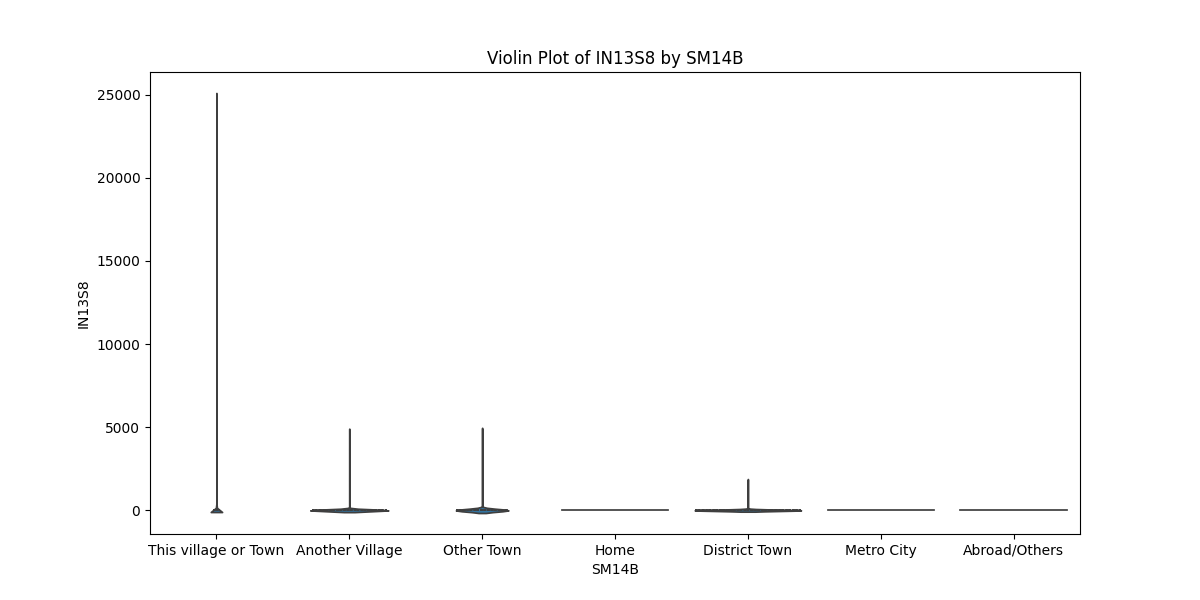 Violin Plot of IN13S8 by SM14B
25000
20000
15000
10000
5000
0
IN13S8
This village or Town Another Village Other Town Home District Town Metro City Abroad/Others
SM14B